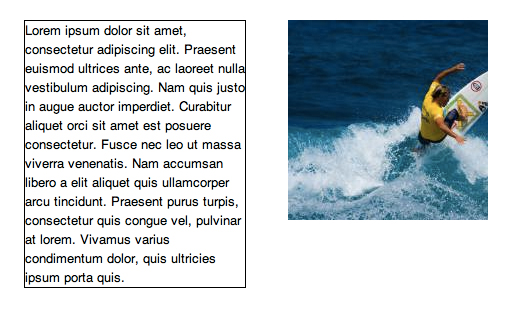 Lorem ipsum dolor sit amet,
consectetur adipiscing elit. Praesent
euismod ultrices ante, ac laoreet nulla
vestibulum adipiscing. Nam quis justo
in augue auctor imperdiet. Curabitur
aliquet orci sit amet est posuere
consectetur. Fusce nec leo ut massa
viverra venenatis. Nam accumsan
libero a elit aliquet quis ullamcorper
arcu tincidunt. Praesent purus turpis,
consectetur quis congue vel, pulvinar
at lorem. Vivamus varius
condimentum dolor, quis ultricies
ipsum porta quis.